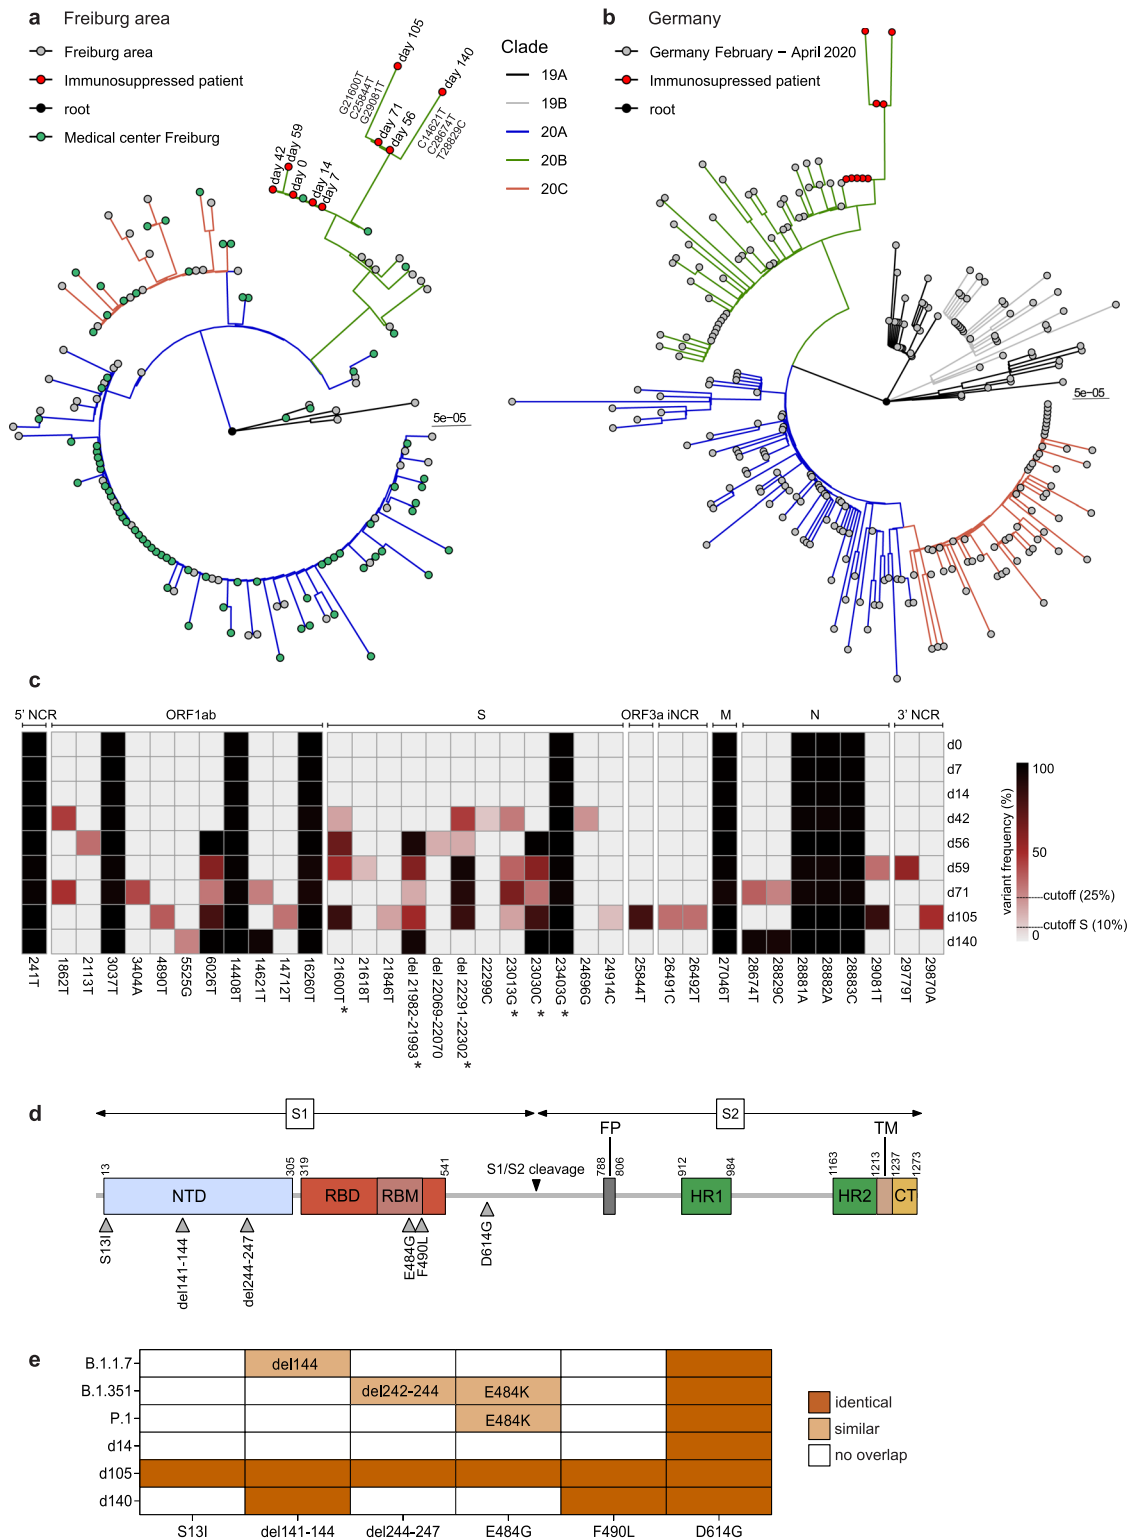 a Freiburg area
Freiburg area
Immunosuppressed patient
root
Medical center Freiburg
day 105
day 140
G21600T
C25844T
G29081T
day 71
day 56
C14621T
C28674T
T28829C
day 59
day 42
day 0
day 14
day 7
5e−05
Clade
19A
19B
20A
20B
20C
b Germany
Germany February − April 2020
Immunosupressed patient
root
5e−05
c
5' NCR ORF1ab S ORF3a iNCR M N 3' NCR
d0
d7
d14
d42
d56
d59
d71
d105
d140
100
50
cutoff (25%)
cutoff S (10%)
0
variant frequency (%)
241T
1862T
2113T
3037T
3404A
4890T
5525G
6026T
14408T
14621T
14712T
16260T
21600T *
21618T
21846T
del 21982-21993 *
del 22069-22070
del 22291-22302 *
22299C
23013G *
23030C *
23403G *
24696G
24914C
25844T
26491C
26492T
27046T
28674T
28829C
28881A
28882A
28883C
29081T
29779T
29870A
d
S1 S2
FP TM
S1/S2 cleavage
13 305 319 541 788 806 912 984 1163 1213 1237 1273
NTD RBD RBM HR1 HR2 CT
S13I
del141-144
del244-247
E484G
F490L
D614G
e
B.1.1.7 del144
B.1.351 del242-244 E484K
P.1 E484K
d14
d105
d140
S13I del141-144 del244-247 E484G F490L D614G
identical
similar
no overlap